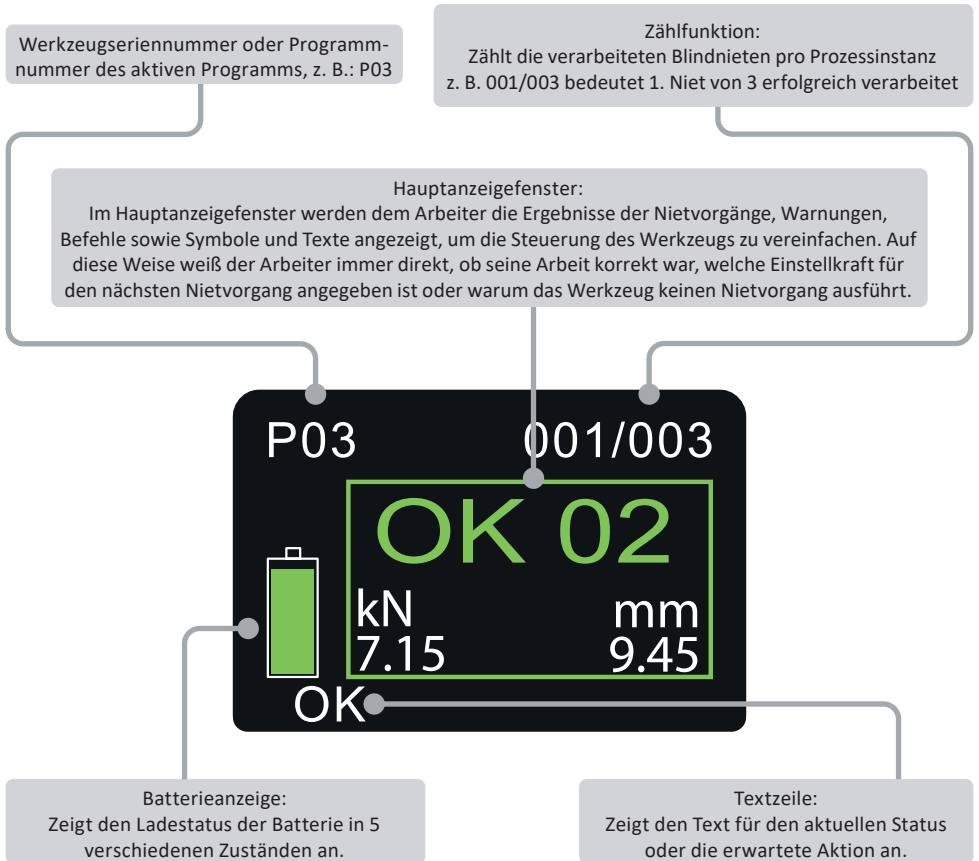 Werkzeugseriennummer oder Programm-
nummer des aktiven Programms, z. B.: P03
Zählfunktion:
Zählt die verarbeiteten Blindnieten pro Prozessinstanz
z. B. 001/003 bedeutet 1. Niet von 3 erfolgreich verarbeitet
Hauptanzeigefenster:
Im Hauptanzeigefenster werden dem Arbeiter die Ergebnisse der Nietvorgänge, Warnungen,
Befehle sowie Symbole und Texte angezeigt, um die Steuerung des Werkzeugs zu vereinfachen. Auf
diese Weise weiß der Arbeiter immer direkt, ob seine Arbeit korrekt war, welche Einstellkraft für
den nächsten Nietvorgang angegeben ist oder warum das Werkzeug keinen Nietvorgang ausführt.
P03 001/003
OK 02
kN mm
7.15 9.45
OK
Batterieanzeige:
Zeigt den Ladestatus der Batterie in 5
verschiedenen Zuständen an.
Textzeile:
Zeigt den Text für den aktuellen Status
oder die erwartete Aktion an.